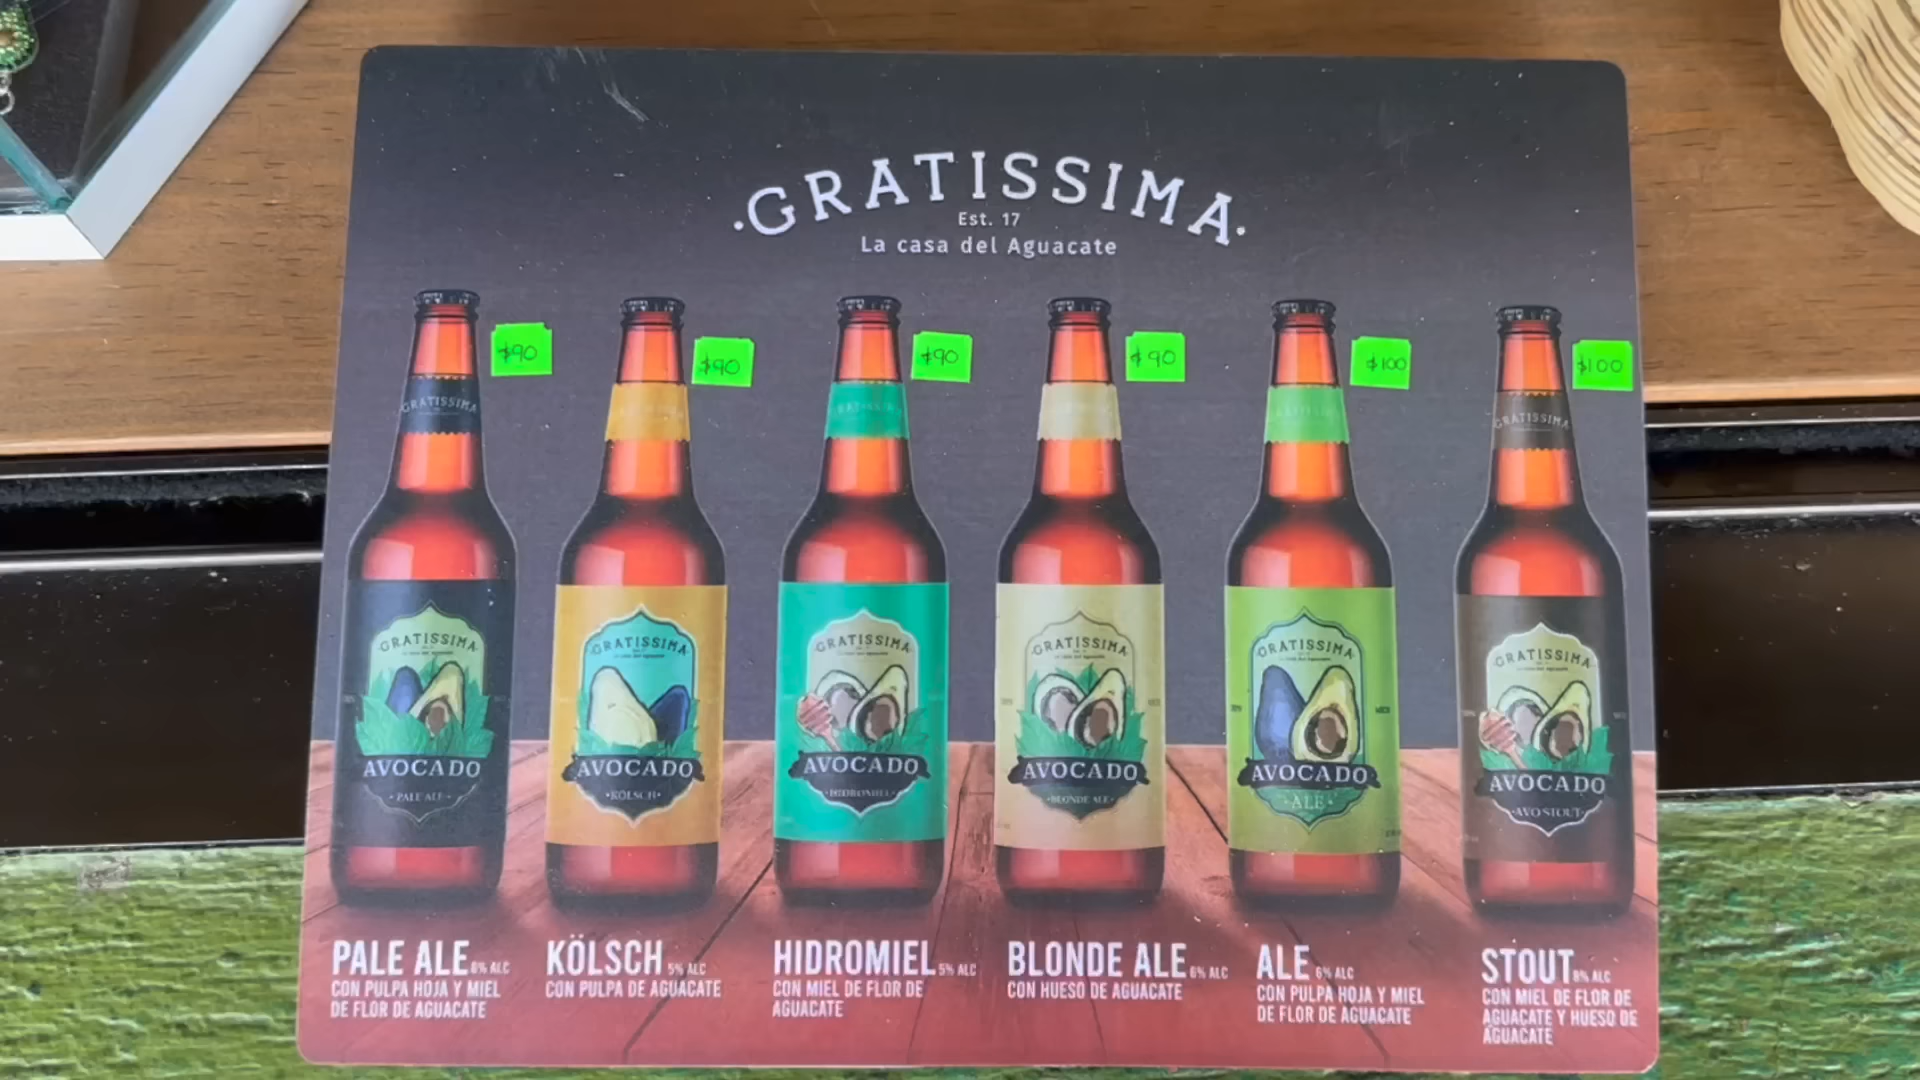 ·GRATISSIMA·
Est. 17
La casa del Aguacate
$90
$90
$90
$90
$100
$100
GRATISSIMA
GRATISSIMA
·GRATISSIMA·
AVOCADO
·PALE ALE·
·GRATISSIMA·
AVOCADO
·KÖLSCH·
·GRATISSIMA·
AVOCADO
·HIDROMIEL·
·GRATISSIMA·
AVOCADO
·BLONDE ALE·
·GRATISSIMA·
AVOCADO
·ALE·
·GRATISSIMA·
AVOCADO
·AVO STOUT·
PALE ALE 6% ALC
CON PULPA HOJA Y MIEL
DE FLOR DE AGUACATE
KÖLSCH 5% ALC
CON PULPA DE AGUACATE
HIDROMIEL 5% ALC
CON MIEL DE FLOR DE
AGUACATE
BLONDE ALE 6% ALC
CON HUESO DE AGUACATE
ALE 6% ALC
CON PULPA HOJA Y MIEL
DE FLOR DE AGUACATE
STOUT 8% ALC
CON MIEL DE FLOR DE
AGUACATE Y HUESO DE
AGUACATE